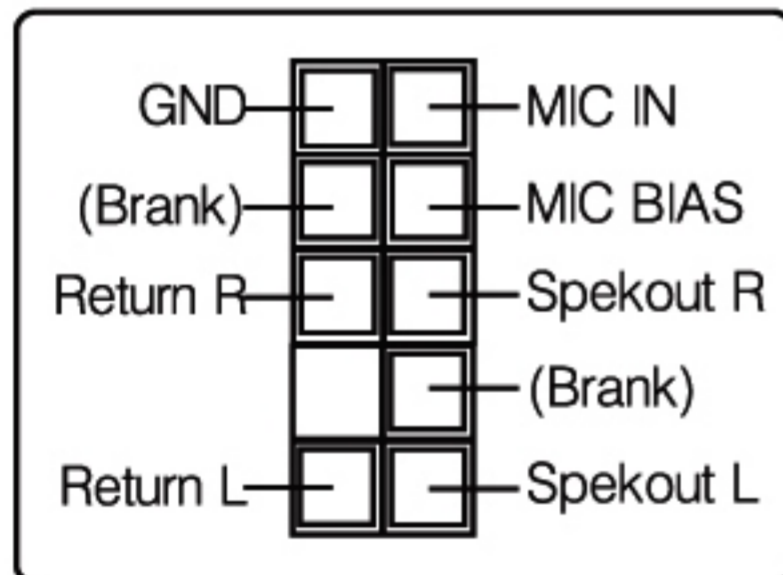 GND MIC IN
(Brank) MIC BIAS
Return R Spekout R
(Brank)
Return L Spekout L